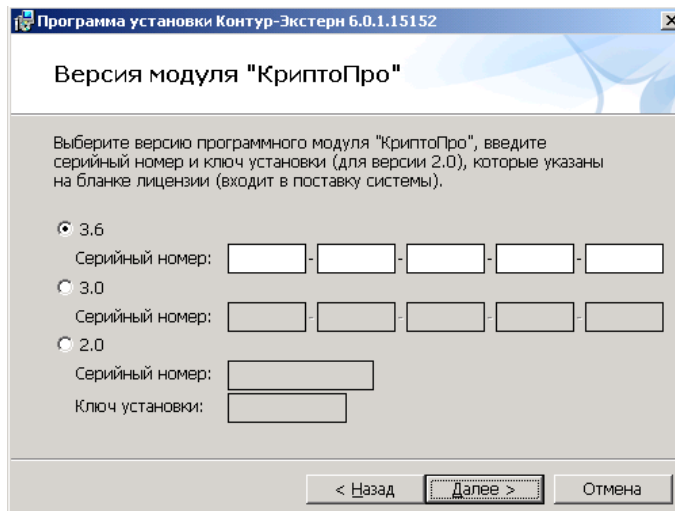 Программа установки Контур-Экстерн 6.0.1.15152
Версия модуля "КриптоПро"
Выберите версию программного модуля "КриптоПро", введите
серийный номер и ключ установки (для версии 2.0), которые указаны
на бланке лицензии (входит в поставку системы).
3.6
Серийный номер: - - - -
3.0
Серийный номер: - - - -
2.0
Серийный номер:
Ключ установки:
< Назад Далее > Отмена